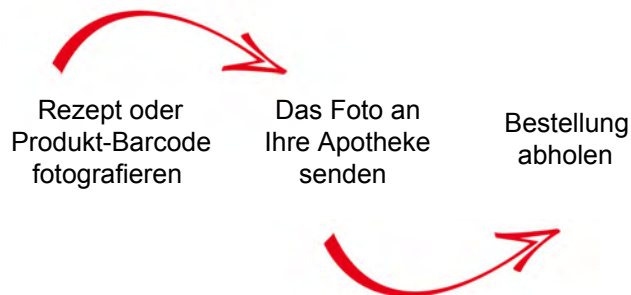 Rezept oder
Produkt-Barcode
fotografieren
Das Foto an
Ihre Apotheke
senden
Bestellung
abholen